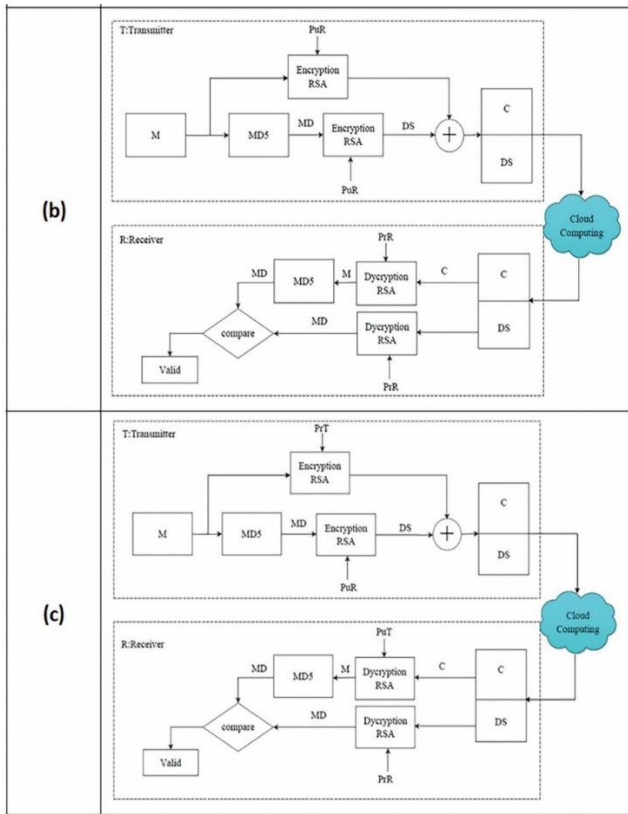 (b)
T:Transmitter
PuR
Encryption
RSA
M
MD5
MD
Encryption
RSA
DS
+
C
DS
PuR
Cloud
Computing
R:Receiver
PrR
MD
MD5
M
Dycryption
RSA
C
C
compare
MD
Dycryption
RSA
DS
Valid
PrR
(c)
T:Transmitter
PrT
Encryption
RSA
M
MD5
MD
Encryption
RSA
DS
+
C
DS
PuR
Cloud
Computing
R:Receiver
PuT
MD
MD5
M
Dycryption
RSA
C
C
compare
MD
Dycryption
RSA
DS
Valid
PrR